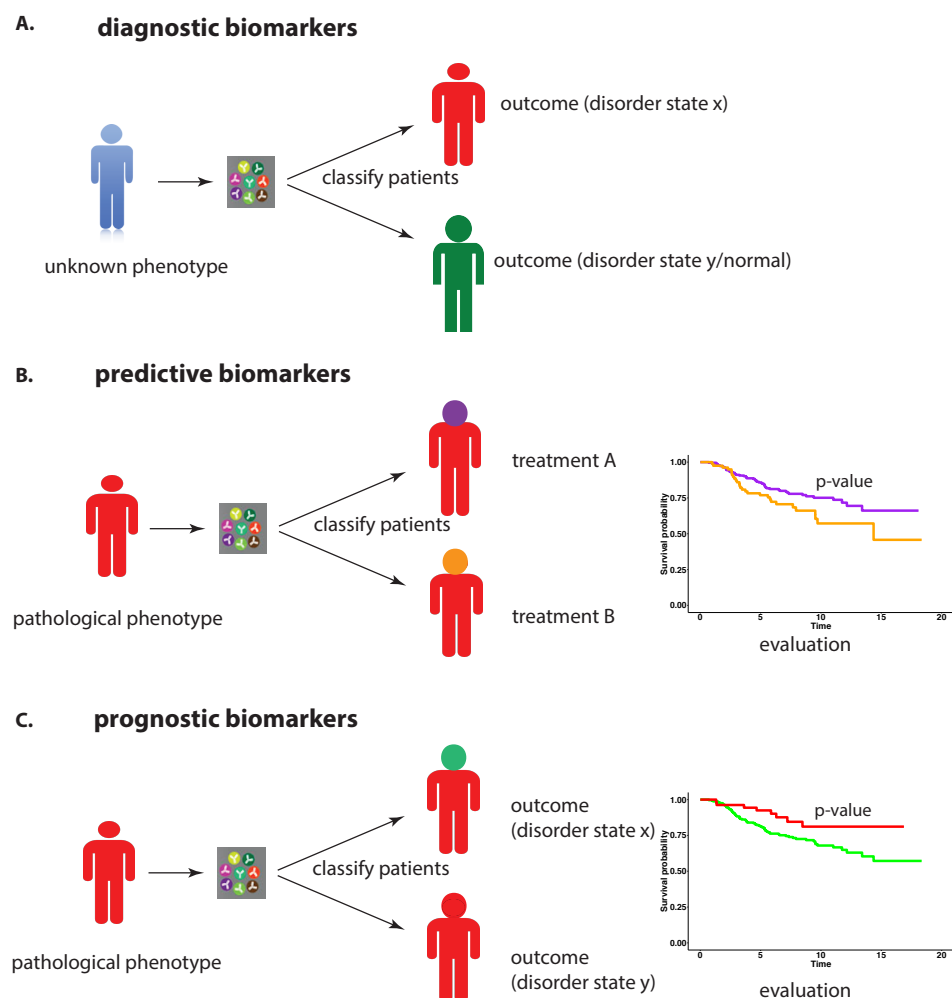 A. diagnostic biomarkers
outcome (disorder state x)
classify patients
unknown phenotype
outcome (disorder state y/normal)
B. predictive biomarkers
treatment A
classify patients
pathological phenotype
treatment B
Survival probability
1.00
0.75
0.50
0.25
0.00
p-value
0 5 10 15 20
Time
evaluation
C. prognostic biomarkers
outcome
(disorder state x)
classify patients
pathological phenotype
outcome
(disorder state y)
Survival probability
1.00
0.75
0.50
0.25
0.00
p-value
0 5 10 15 20
Time
evaluation